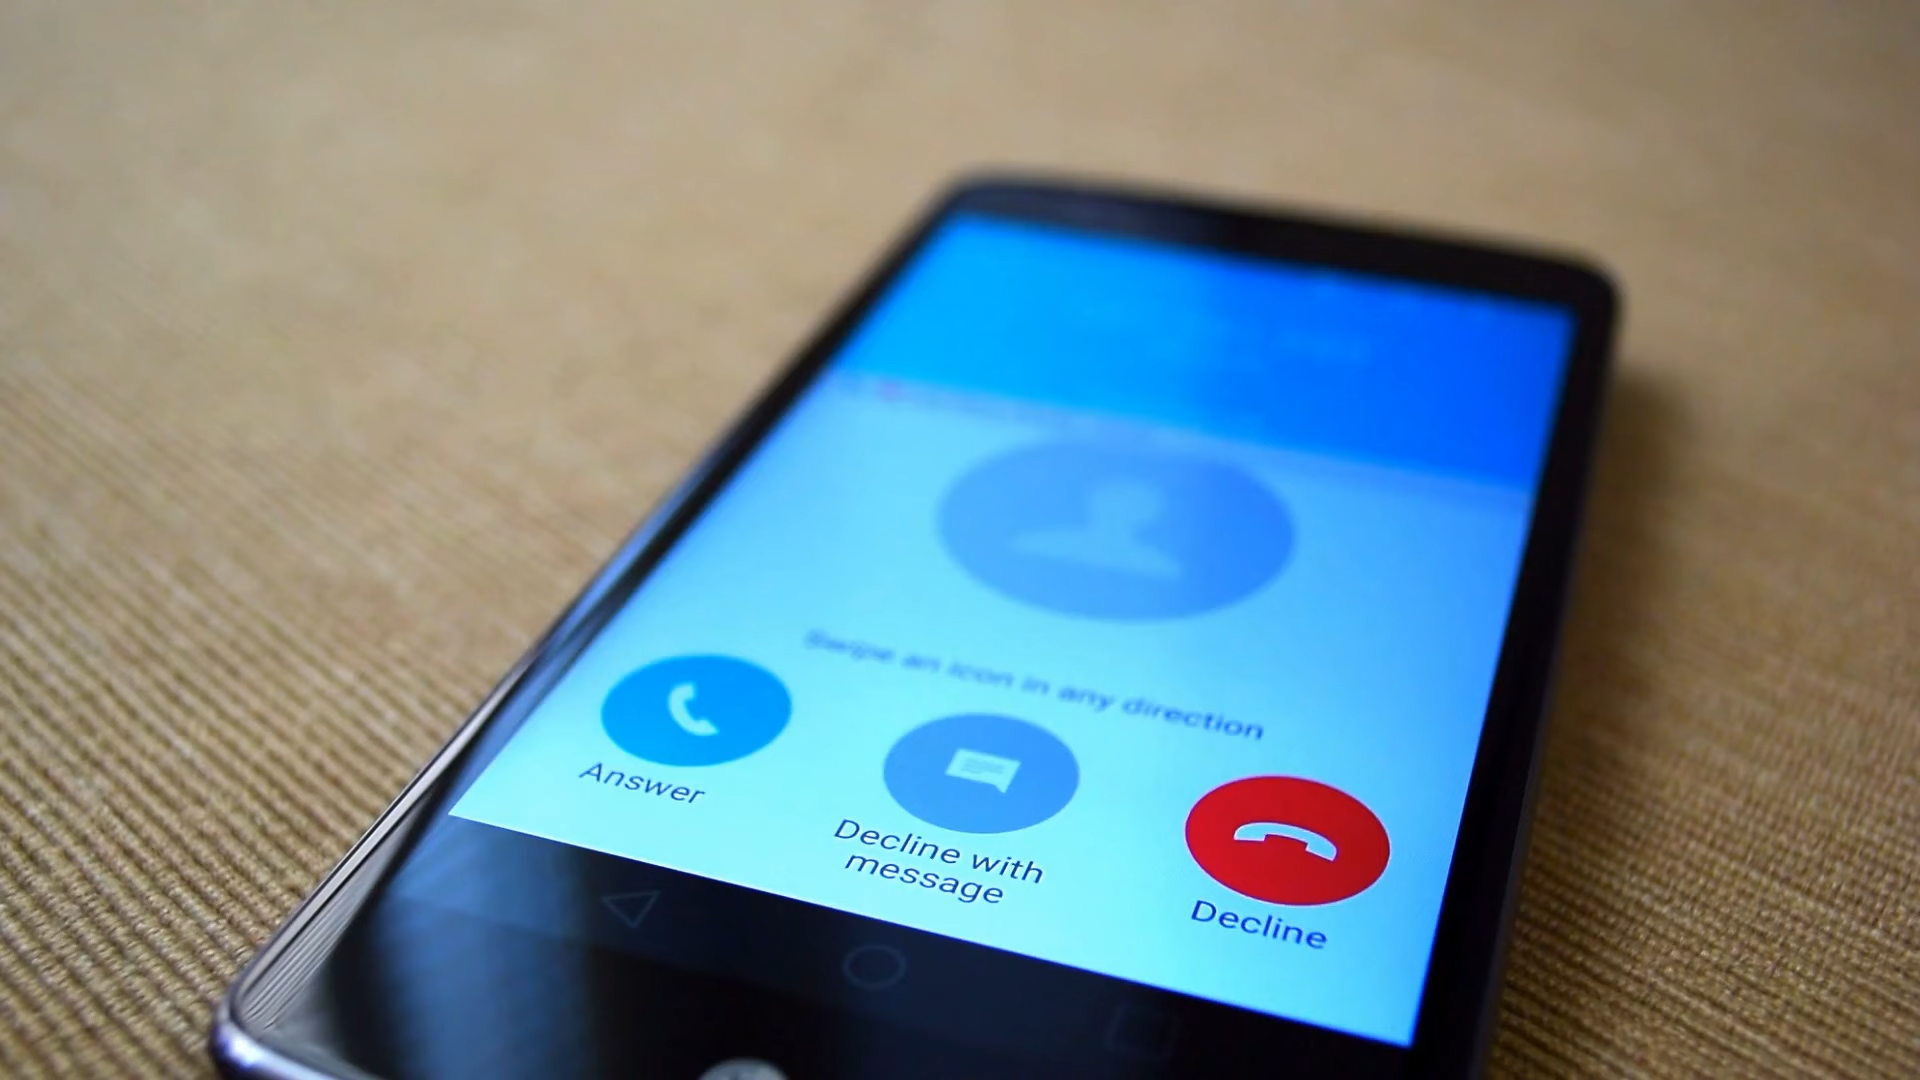 Swipe an icon in any direction
Answer
Decline with
message
Decline